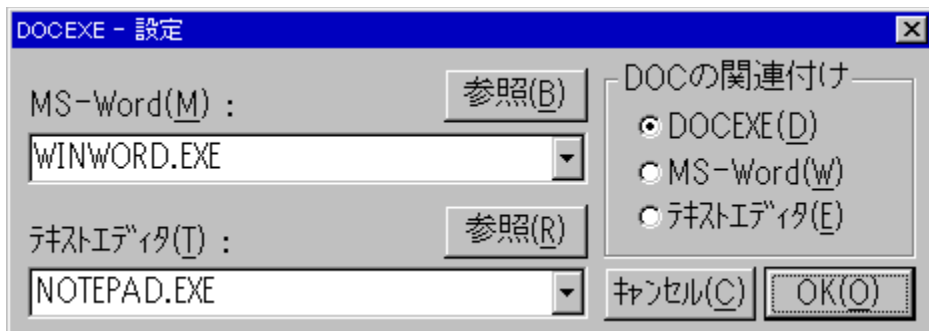 DOCEXE - 設定
MS-Word(M) :
参照(B)
WINWORD.EXE
ﾃｷｽﾄｴﾃﾞｨﾀ(T) :
参照(R)
NOTEPAD.EXE
DOCの関連付け
DOCEXE(D)
MS-Word(W)
ﾃｷｽﾄｴﾃﾞｨﾀ(E)
ｷｬﾝｾﾙ(C)
OK(O)